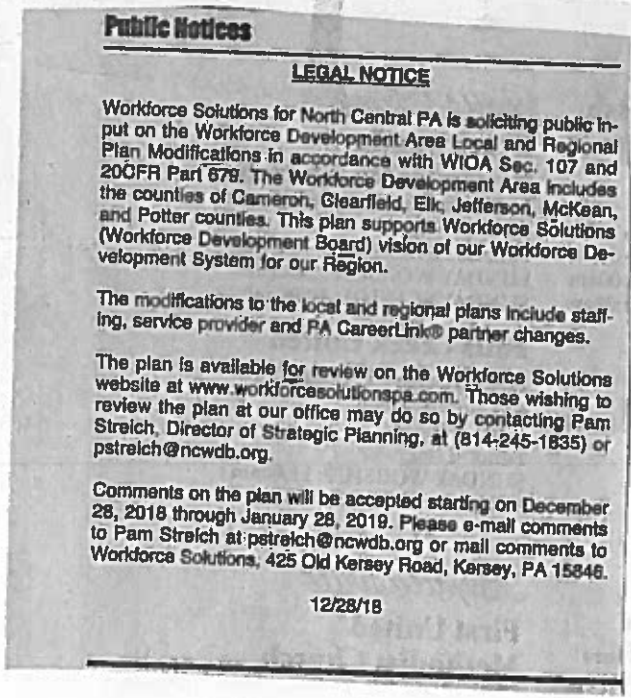 Public Notices
LEGAL NOTICE
Workforce Solutions for North Central PA is soliciting public in-
put on the Workforce Development Area Local and Regional
Plan Modifications in accordance with WIOA Sec. 107 and
20CFR Part 679. The Workforce Development Area includes
the counties of Cameron, Clearfield, Elk, Jefferson, McKean,
and Potter counties. This plan supports Workforce Solutions
(Workforce Development Board) vision of our Workforce De-
velopment System for our Region.
The modifications to the local and regional plans include staff-
ing, service provider and PA CareerLink® partner changes.
The plan is available for review on the Workforce Solutions
website at www.workforcesolutionspa.com. Those wishing to
review the plan at our office may do so by contacting Pam
Streich, Director of Strategic Planning, at (814-245-1835) or
pstreich@ncwdb.org.
Comments on the plan will be accepted starting on December
28, 2018 through January 28, 2019. Please e-mail comments
to Pam Streich at pstreich@ncwdb.org or mail comments to
Workforce Solutions, 425 Old Kersey Road, Kersey, PA 15846.
12/28/18